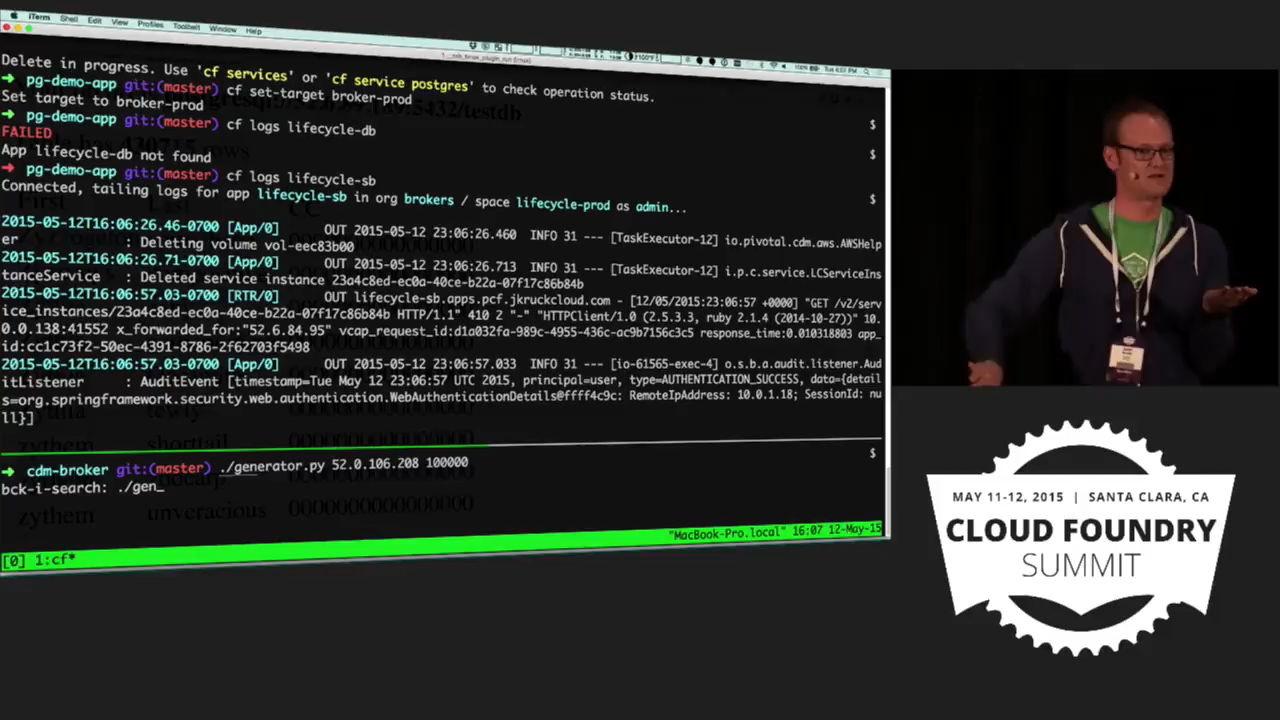 iTerm Shell Edit View Profiles Toolbelt Window Help
Delete in progress. Use 'cf services' or 'cf service postgres' to check operation status.
➜ pg-demo-app git:(master) cf set-target broker-prod
Set target to broker-prod
➜ pg-demo-app git:(master) cf logs lifecycle-db $
FAILED
App lifecycle-db not found $
➜ pg-demo-app git:(master) cf logs lifecycle-sb
Connected, tailing logs for app lifecycle-sb in org brokers / space lifecycle-prod as admin... $
2015-05-12T16:06:26.46-0700 [App/0] OUT 2015-05-12 23:06:26.460 INFO 31 --- [TaskExecutor-12] io.pivotal.cdm.aws.AWSHelp
er : Deleting volume vol-eec83b00
2015-05-12T16:06:26.71-0700 [App/0] OUT 2015-05-12 23:06:26.713 INFO 31 --- [TaskExecutor-12] i.p.c.service.LCServiceIns
tanceService : Deleted service instance 23a4c8ed-ec0a-40ce-b22a-07f17c86b84b
2015-05-12T16:06:57.03-0700 [RTR/0] OUT lifecycle-sb.apps.pcf.jkruckcloud.com - [12/05/2015:23:06:57 +0000] "GET /v2/serv
ice_instances/23a4c8ed-ec0a-40ce-b22a-07f17c86b84b HTTP/1.1" 410 2 "-" "HTTPClient/1.0 (2.5.3.3, ruby 2.1.4 (2014-10-27))" 10.
0.0.138:41552 x_forwarded_for:"52.6.84.95" vcap_request_id:d1a032fa-989c-4955-436c-ac9b7156c3c5 response_time:0.010318803 app_
id:cc1c73f2-50ec-4391-8786-2f62703f5498
2015-05-12T16:06:57.03-0700 [App/0] OUT 2015-05-12 23:06:57.033 INFO 31 --- [io-61565-exec-4] o.s.b.a.audit.listener.Aud
itListener : AuditEvent [timestamp=Tue May 12 23:06:57 UTC 2015, principal=user, type=AUTHENTICATION_SUCCESS, data={detail
s=org.springframework.security.web.authentication.WebAuthenticationDetails@ffff4c9c: RemoteIpAddress: 10.0.1.18; SessionId: nu
ll}]
➜ cdm-broker git:(master) ./generator.py 52.0.106.208 100000 $
bck-i-search: ./gen_
[0] 1:cf* "MacBook-Pro.local" 16:07 12-May-15
zythem shorttail 0000000000000000
zythem unveracious 0000000000000000
MAY 11-12, 2015 | SANTA CLARA, CA
CLOUD FOUNDRY
SUMMIT